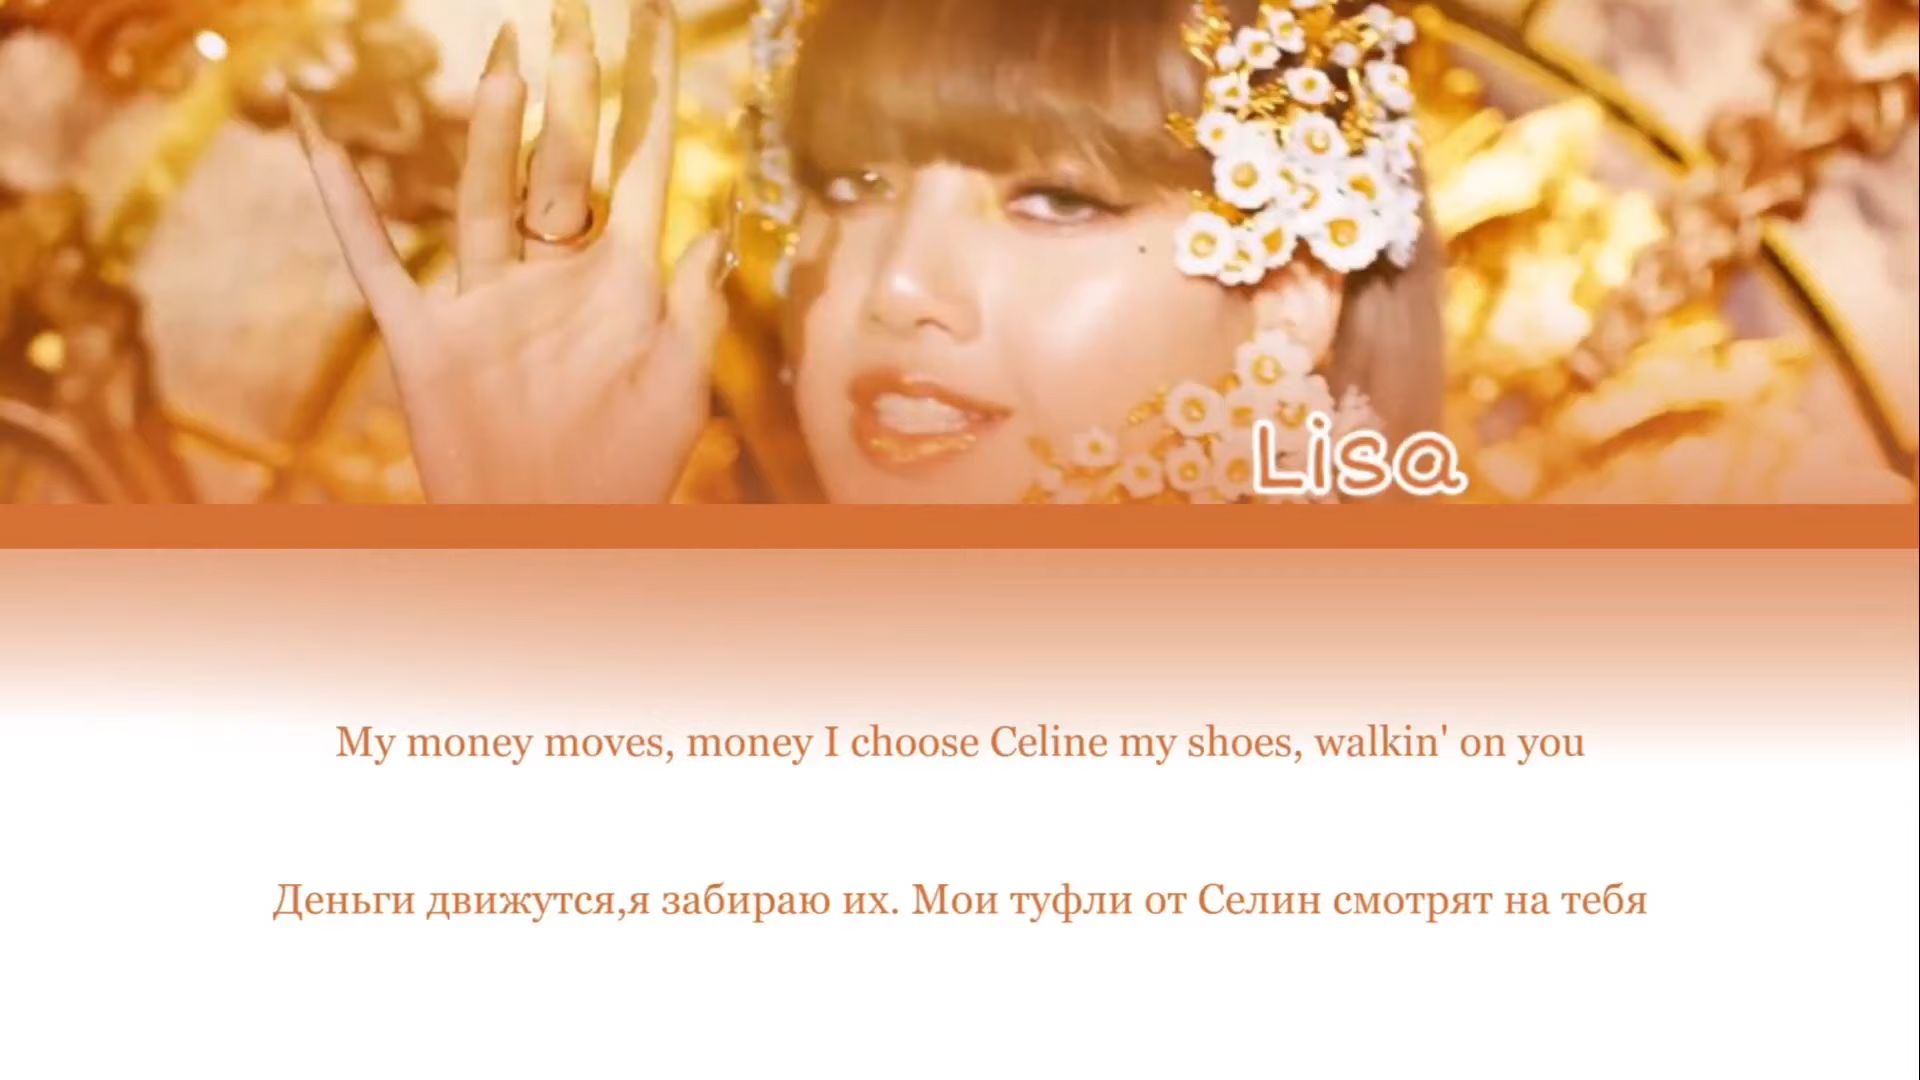 Lisa
My money moves, money I choose Celine my shoes, walkin' on you
Деньги движутся,я забираю их. Мои туфли от Селин смотрят на тебя